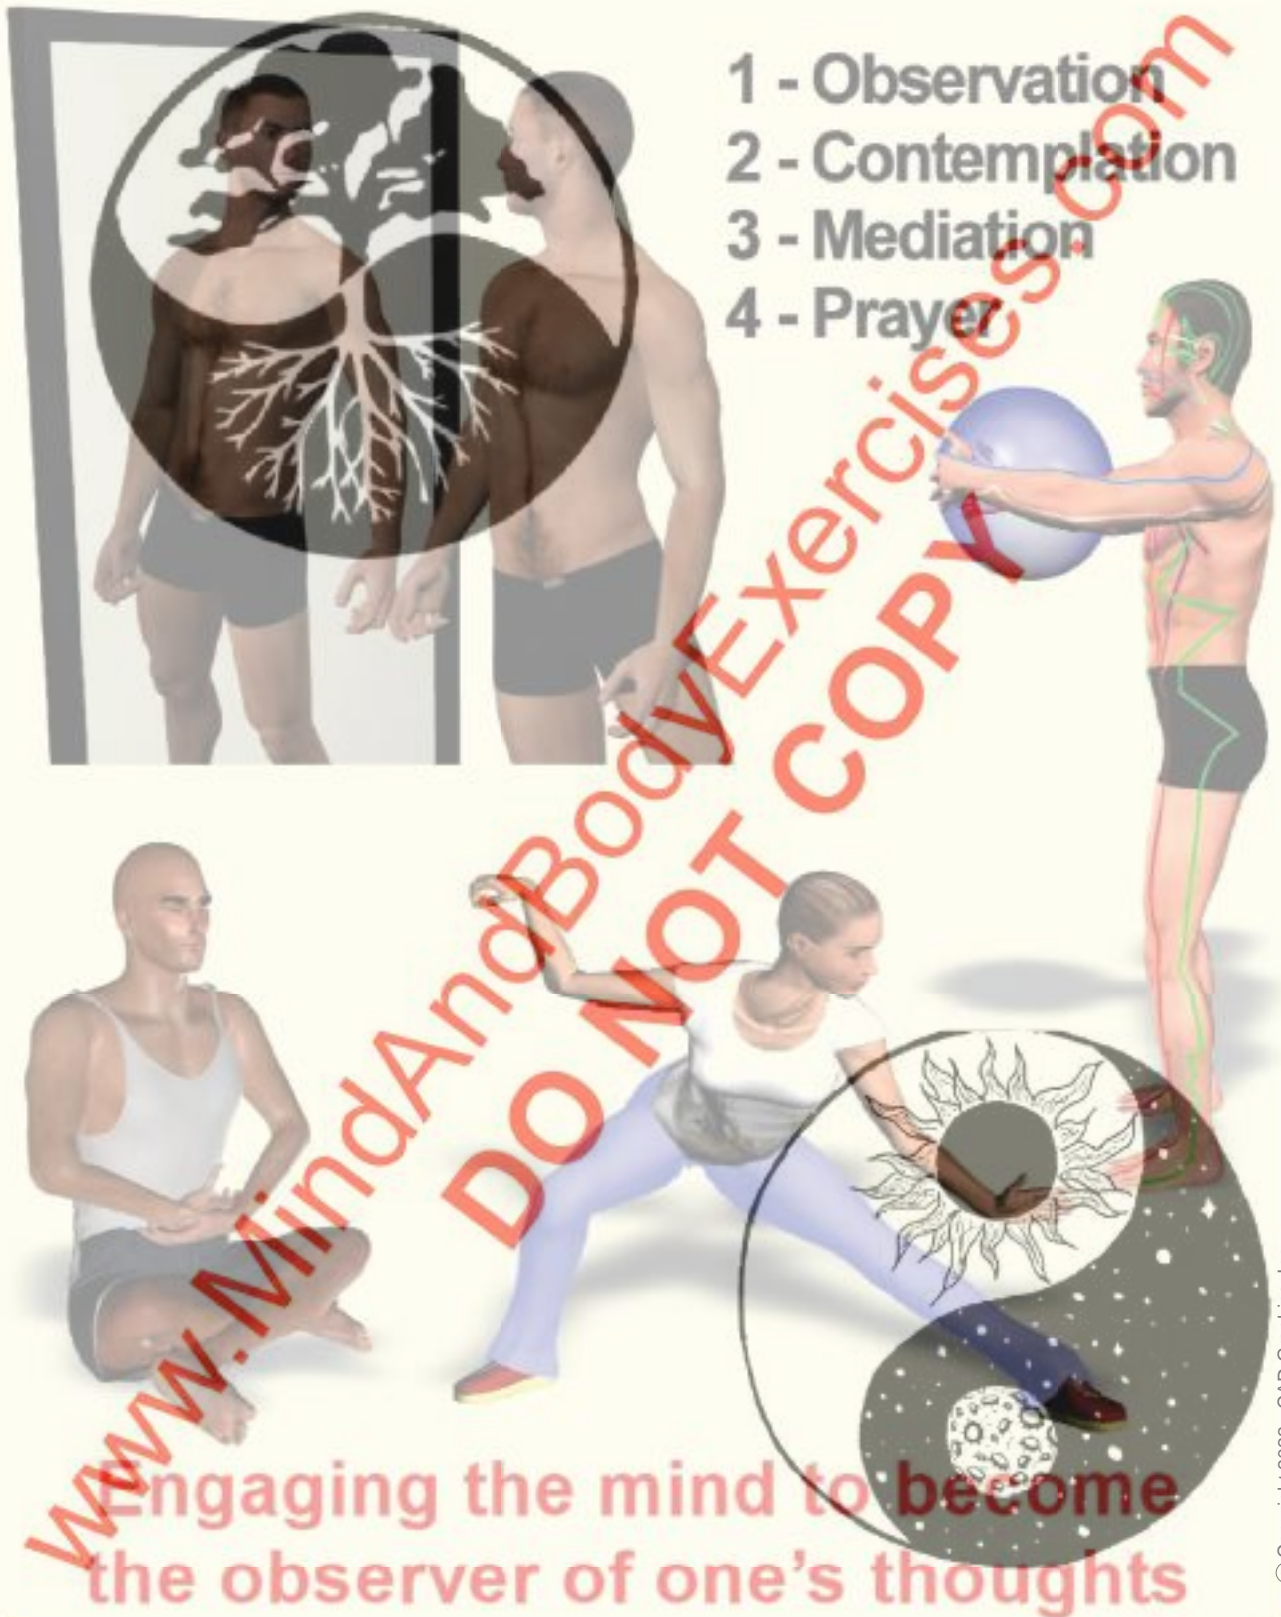 1 - Observation
2 - Contemplation
3 - Mediation
4 - Prayer
www.MindAndBodyExercises.com
DO NOT COPY
Engaging the mind to become
the observer of one's thoughts